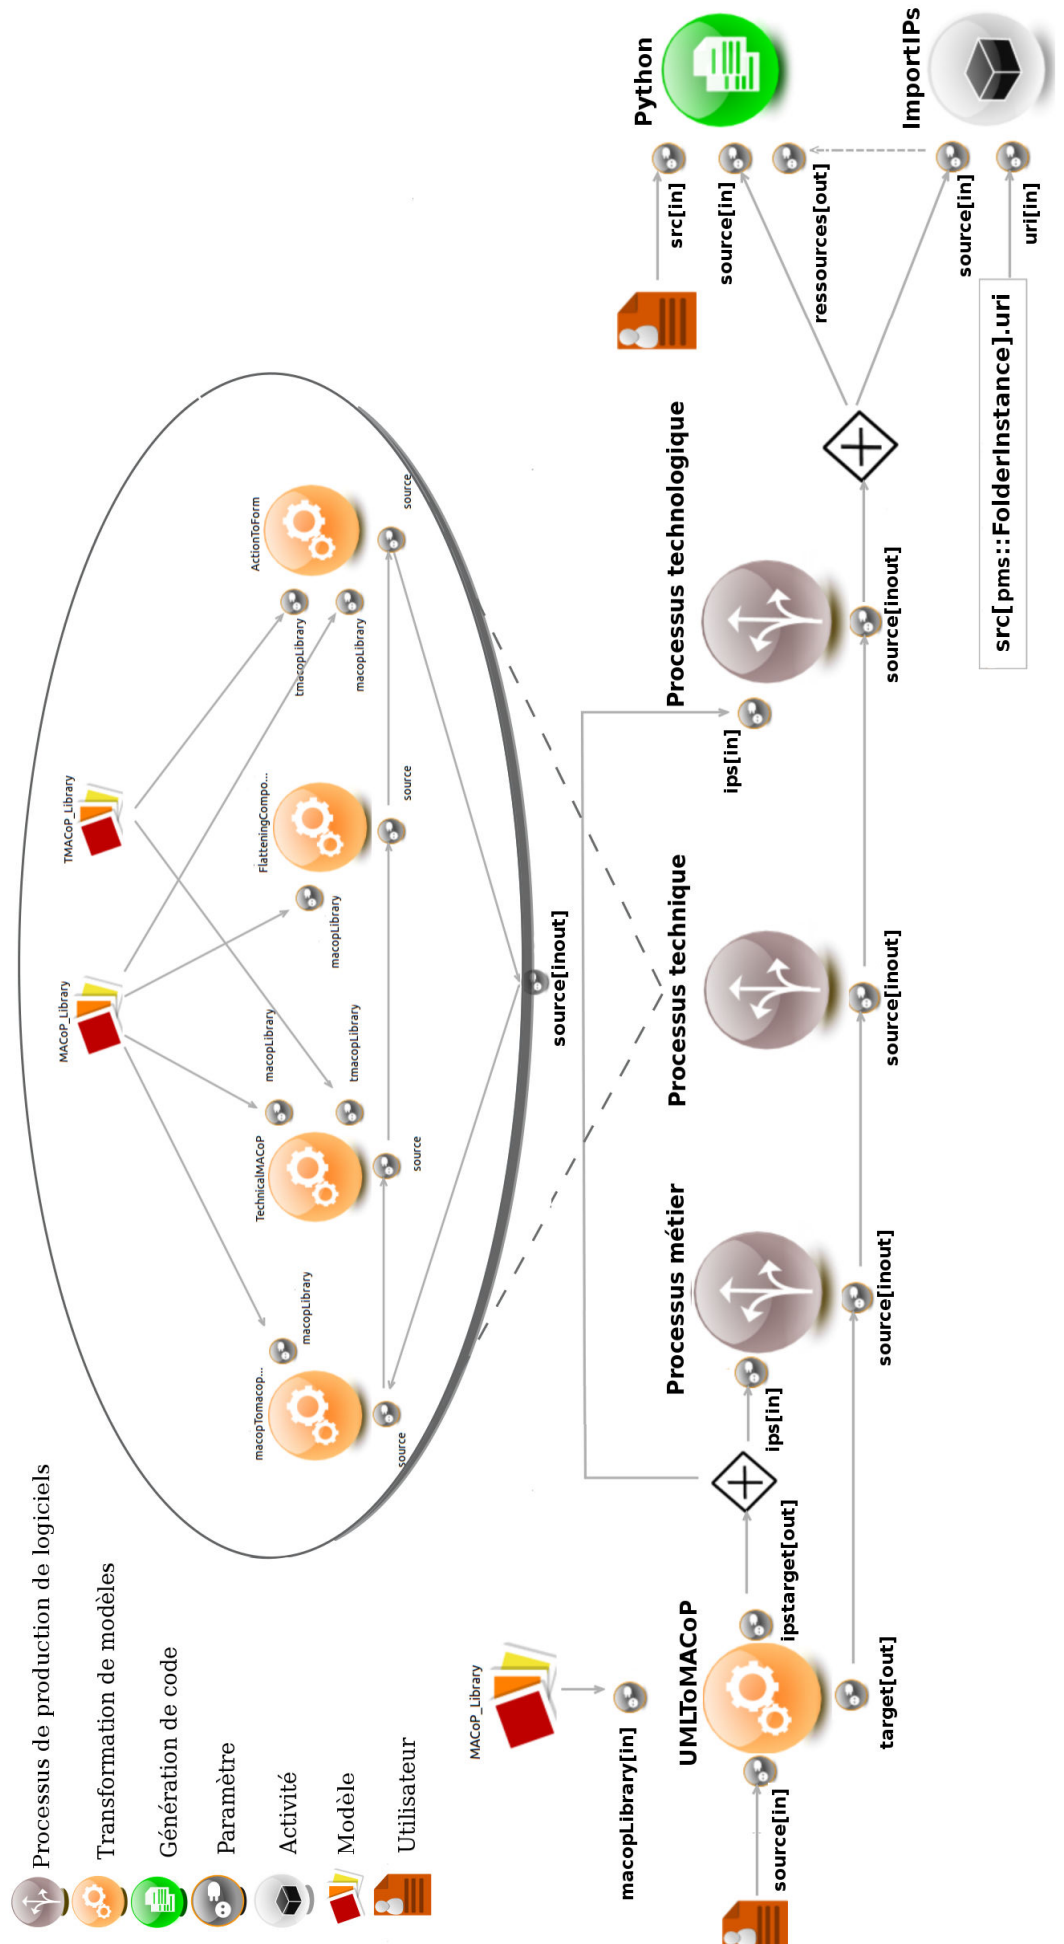 Processus de production de logiciels
Transformation de modèles
Génération de code
Paramètre
Activité
Modèle
Utilisateur
MACoP_Library
TMACoP_Library
macopTomacop...
macopLibrary
source
TechnicalMACoP
macopLibrary
tmacopLibrary
source
FlatteningCompo...
macopLibrary
source
ActionToForm
tmacopLibrary
macopLibrary
source
source[inout]
MACoP_Library
macopLibrary[in]
UMLToMACoP
source[in]
ipstarget[out]
target[out]
Processus métier
ips[in]
source[inout]
Processus technique
source[inout]
Processus technologique
ips[in]
source[inout]
Python
src[in]
source[in]
ressources[out]
ImportIPs
source[in]
uri[in]
src[pms::FolderInstance].uri